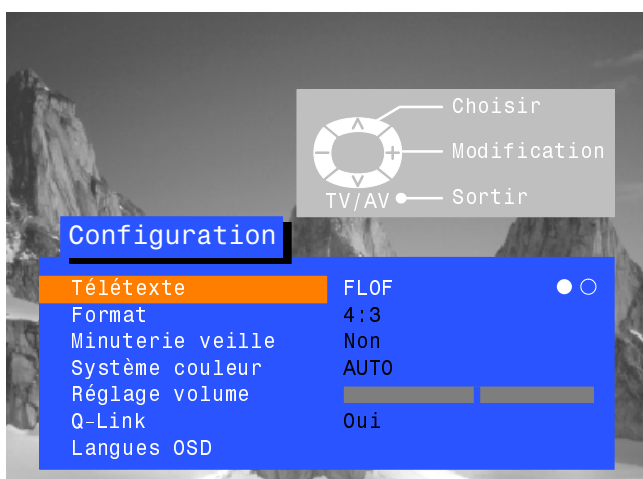 Choisir
Modification
TV/AV Sortir
Configuration
Télétexte FLOF
Format 4:3
Minuterie veille Non
Système couleur AUTO
Réglage volume
Q-Link Oui
Langues OSD